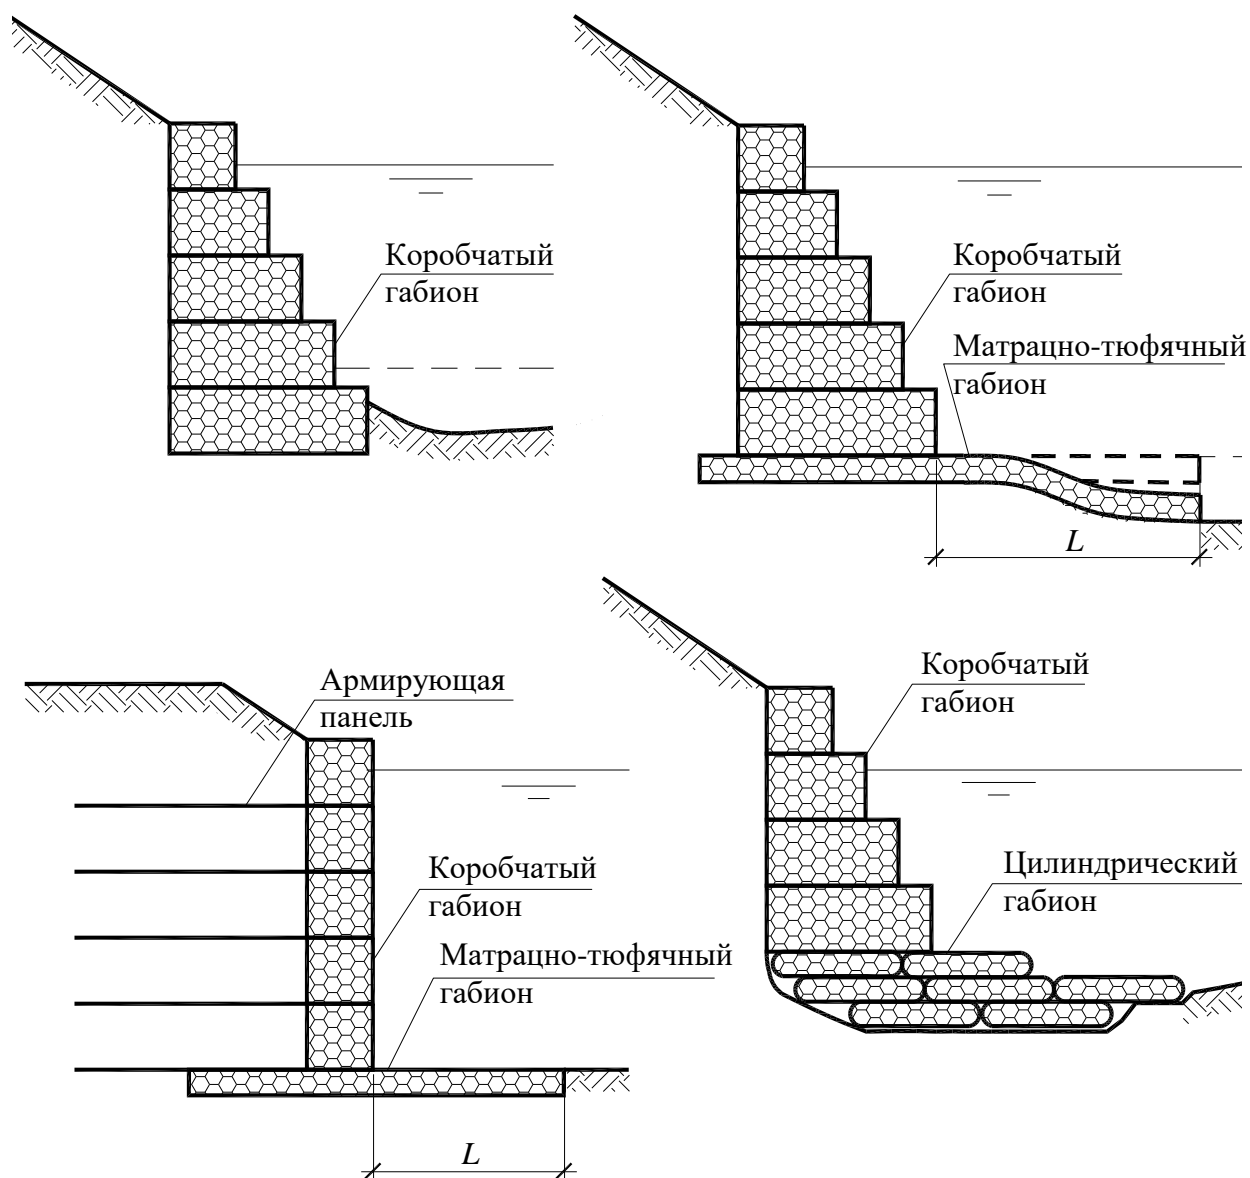 Коробчатый
габион
Коробчатый
габион
Матрацно-тюфячный
габион
L
Армирующая
панель
Коробчатый
габион
Матрацно-тюфячный
габион
L
Коробчатый
габион
Цилиндрический
габион